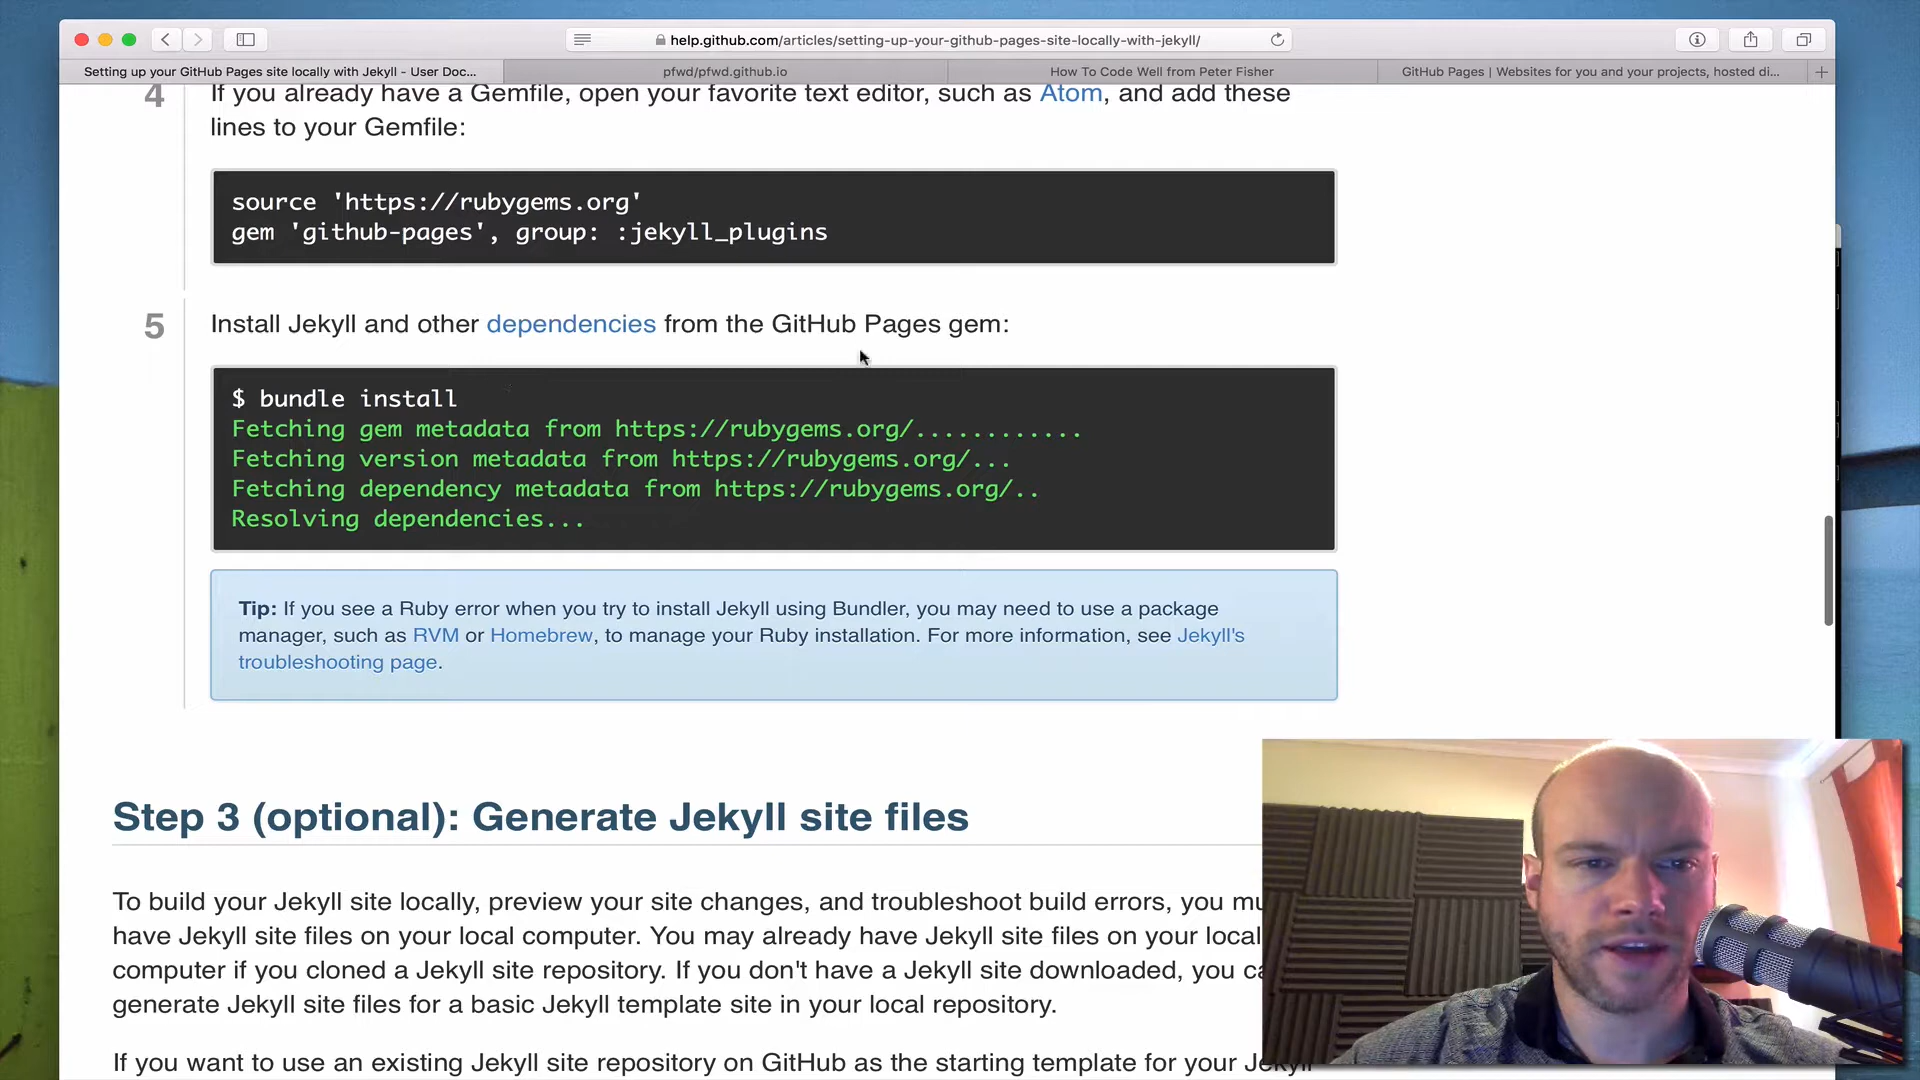 help.github.com/articles/setting-up-your-github-pages-site-locally-with-jekyll/
Setting up your GitHub Pages site locally with Jekyll - User Doc...
pfwd/pfwd.github.io
How To Code Well from Peter Fisher
GitHub Pages | Websites for you and your projects, hosted di...
4
If you already have a Gemfile, open your favorite text editor, such as Atom, and add these
lines to your Gemfile:
source 'https://rubygems.org'
gem 'github-pages', group: :jekyll_plugins
5
Install Jekyll and other dependencies from the GitHub Pages gem:
$ bundle install
Fetching gem metadata from https://rubygems.org/............
Fetching version metadata from https://rubygems.org/...
Fetching dependency metadata from https://rubygems.org/..
Resolving dependencies...
Tip: If you see a Ruby error when you try to install Jekyll using Bundler, you may need to use a package
manager, such as RVM or Homebrew, to manage your Ruby installation. For more information, see Jekyll's
troubleshooting page.
Step 3 (optional): Generate Jekyll site files
To build your Jekyll site locally, preview your site changes, and troubleshoot build errors, you mu
have Jekyll site files on your local computer. You may already have Jekyll site files on your local
computer if you cloned a Jekyll site repository. If you don't have a Jekyll site downloaded, you ca
generate Jekyll site files for a basic Jekyll template site in your local repository.
If you want to use an existing Jekyll site repository on GitHub as the starting template for your Jekyll